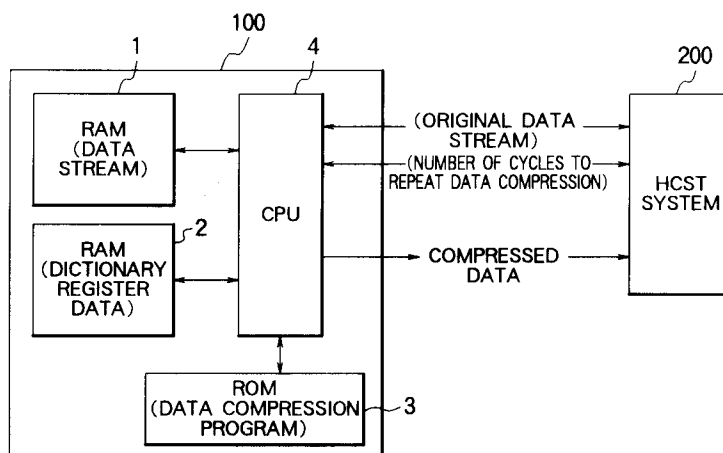 100
1
4
200
RAM
(DATA
STREAM)
CPU
(ORIGINAL DATA
STREAM)
(NUMBER OF CYCLES TO
REPEAT DATA COMPRESSION)
HCST
SYSTEM
2
RAM
(DICTIONARY
REGISTER
DATA)
COMPRESSED
DATA
ROM
(DATA COMPRESSION
PROGRAM)
3